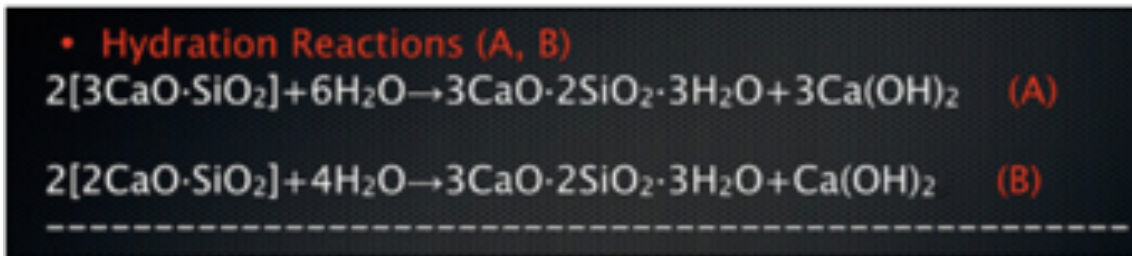 • Hydration Reactions (A, B)
2[3CaO·SiO₂]+6H₂O→3CaO·2SiO₂·3H₂O+3Ca(OH)₂ (A)
2[2CaO·SiO₂]+4H₂O→3CaO·2SiO₂·3H₂O+Ca(OH)₂ (B)
--------------------------------------------------